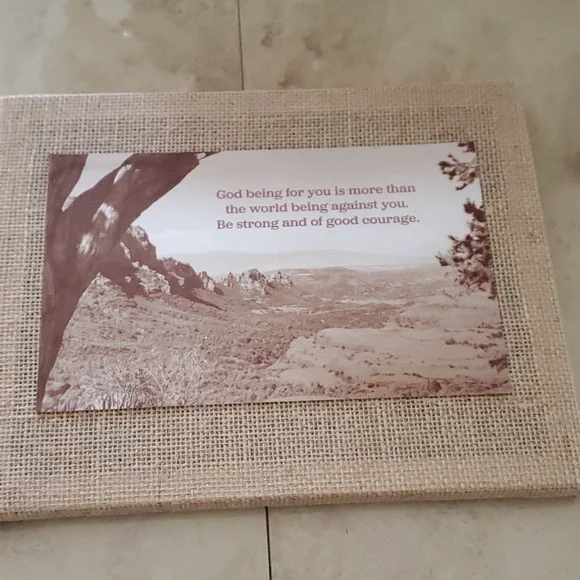 God being for you is more than
the world being against you.
Be strong and of good courage.